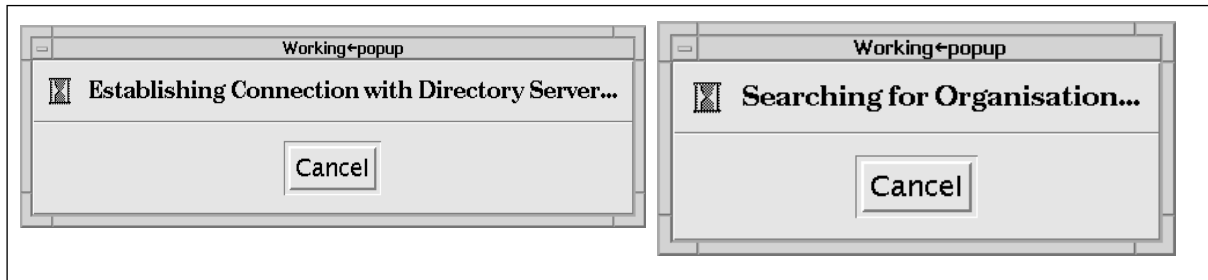 Working←popup
Establishing Connection with Directory Server...
Cancel
Working←popup
Searching for Organisation...
Cancel